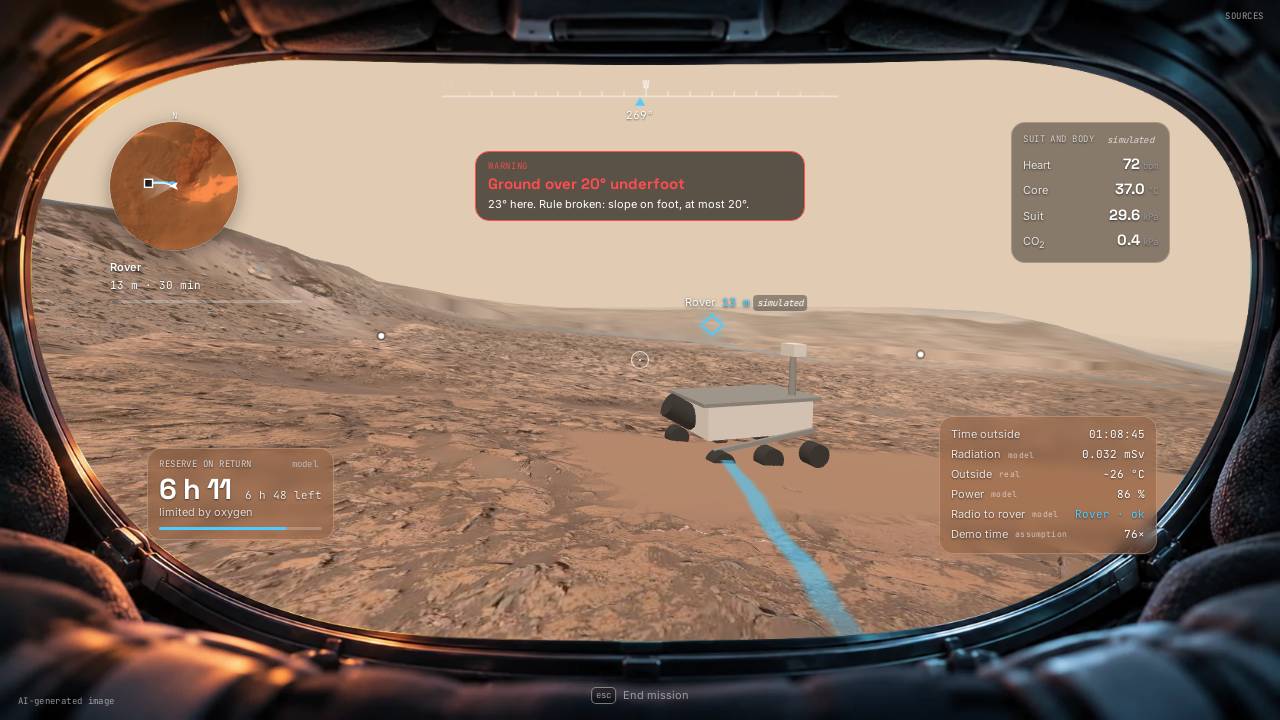 SOURCES
W
269°
N
WARNING
Ground over 20° underfoot
23° here. Rule broken: slope on foot, at most 20°.
SUIT AND BODY simulated
Heart 72 bpm
Core 37.0 °C
Suit 29.6 kPa
CO2 0.4 kPa
Rover
13 m · 30 min
Rover 13 m simulated
RESERVE ON RETURN model
6 h 11 6 h 48 left
limited by oxygen
Time outside 01:08:45
Radiation model 0.032 mSv
Outside real -26 °C
Power model 86 %
Radio to rover model Rover · ok
Demo time assumption 76×
esc End mission
AI-generated image